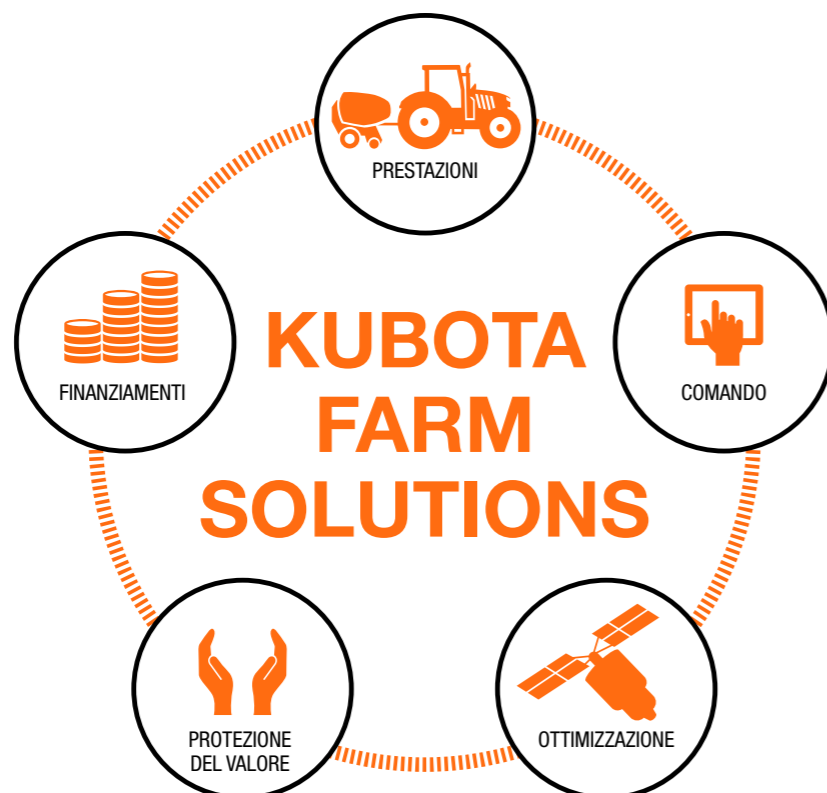 PRESTAZIONI
FINANZIAMENTI
KUBOTA
FARM
SOLUTIONS
COMANDO
PROTEZIONE
DEL VALORE
OTTIMIZZAZIONE